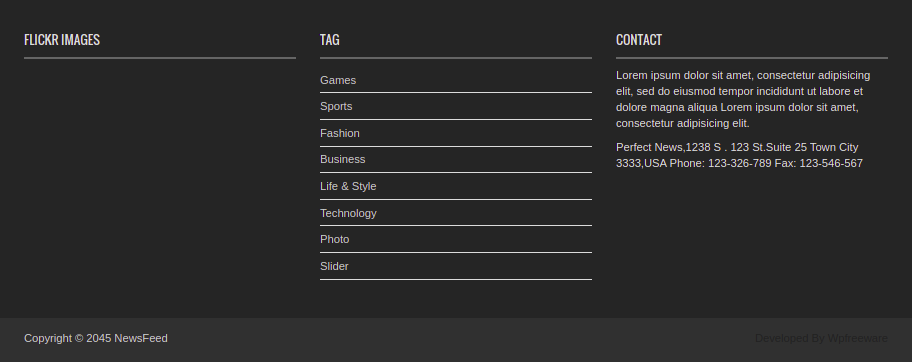 FLICKR IMAGES
TAG
Games
Sports
Fashion
Business
Life & Style
Technology
Photo
Slider
CONTACT
Lorem ipsum dolor sit amet, consectetur adipisicing
elit, sed do eiusmod tempor incididunt ut labore et
dolore magna aliqua Lorem ipsum dolor sit amet,
consectetur adipisicing elit.
Perfect News,1238 S . 123 St.Suite 25 Town City
3333,USA Phone: 123-326-789 Fax: 123-546-567
Copyright © 2045 NewsFeed
Developed By Wpfreeware